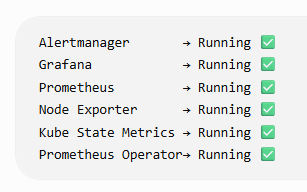 Alertmanager       → Running ✅
Grafana            → Running ✅
Prometheus         → Running ✅
Node Exporter      → Running ✅
Kube State Metrics → Running ✅
Prometheus Operator→ Running ✅